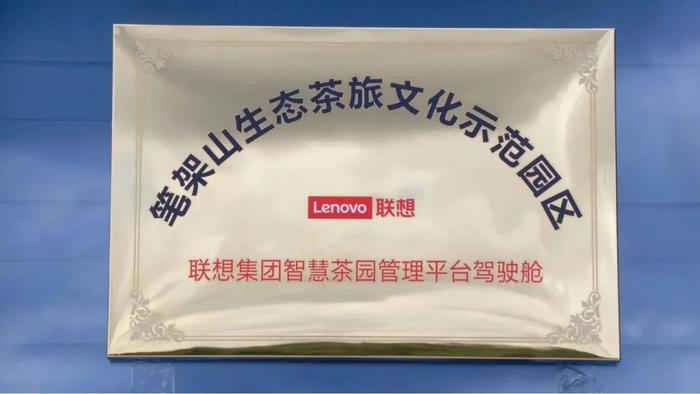 笔架山生态茶旅文化示范园区
Lenovo 联想
联想集团智慧茶园管理平台驾驶舱